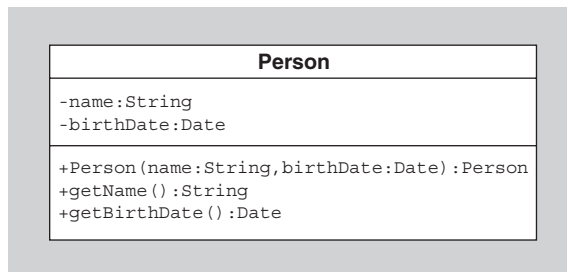 Person
-name:String
-birthDate:Date
+Person(name:String,birthDate:Date):Person
+getName():String
+getBirthDate():Date